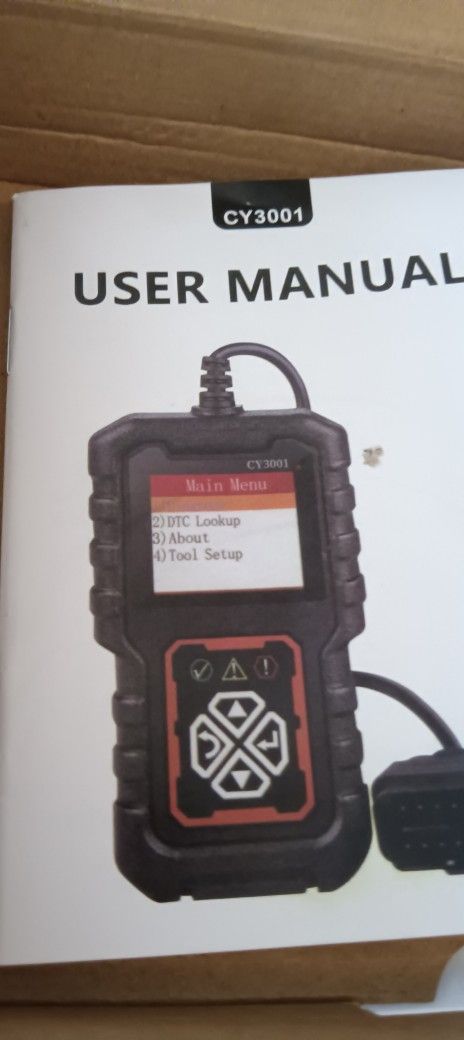 CY3001
USER MANUAL
CY3001
Main Menu
2)DTC Lookup
3)About
4)Tool Setup